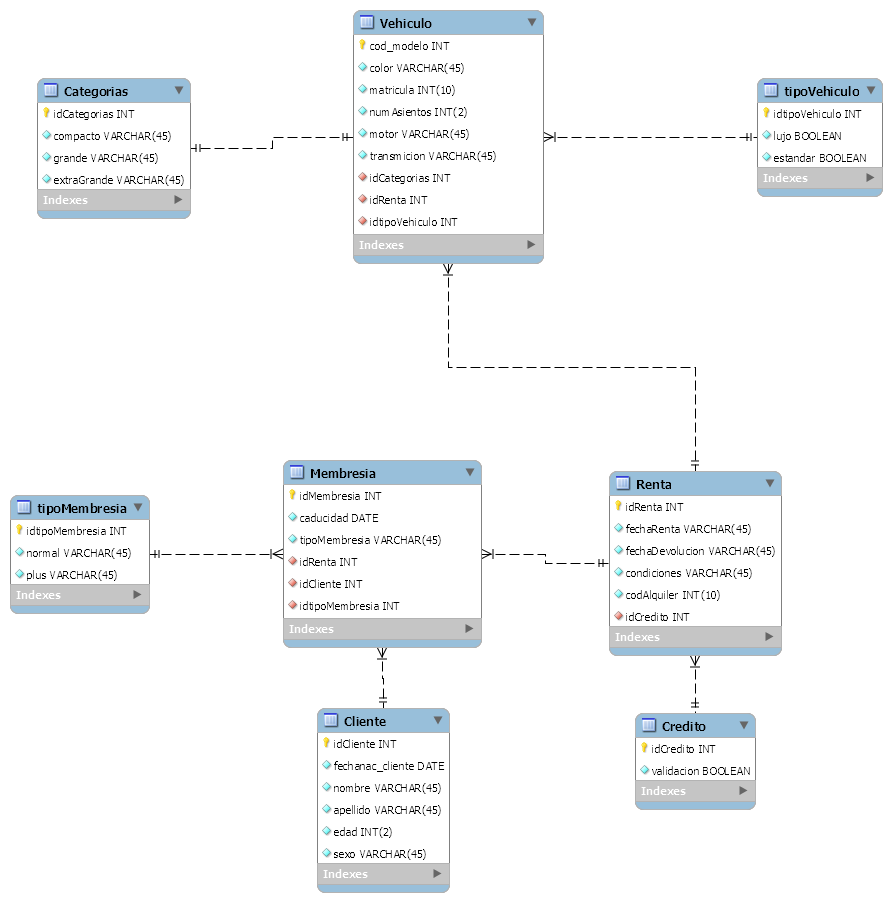 Vehiculo
cod_modelo INT
color VARCHAR(45)
matricula INT(10)
numAsientos INT(2)
motor VARCHAR(45)
transmicion VARCHAR(45)
idCategorias INT
idRenta INT
idtipoVehiculo INT
Indexes
Categorias
idCategorias INT
compacto VARCHAR(45)
grande VARCHAR(45)
extraGrande VARCHAR(45)
Indexes
tipoVehiculo
idtipoVehiculo INT
lujo BOOLEAN
estandar BOOLEAN
Indexes
tipoMembresia
idtipoMembresia INT
normal VARCHAR(45)
plus VARCHAR(45)
Indexes
Membresia
idMembresia INT
caducidad DATE
tipoMembresia VARCHAR(45)
idRenta INT
idCliente INT
idtipoMembresia INT
Indexes
Renta
idRenta INT
fechaRenta VARCHAR(45)
fechaDevolucion VARCHAR(45)
condiciones VARCHAR(45)
codAlquiler INT(10)
idCredito INT
Indexes
Cliente
idCliente INT
fechanac_cliente DATE
nombre VARCHAR(45)
apellido VARCHAR(45)
edad INT(2)
sexo VARCHAR(45)
Indexes
Credito
idCredito INT
validacion BOOLEAN
Indexes